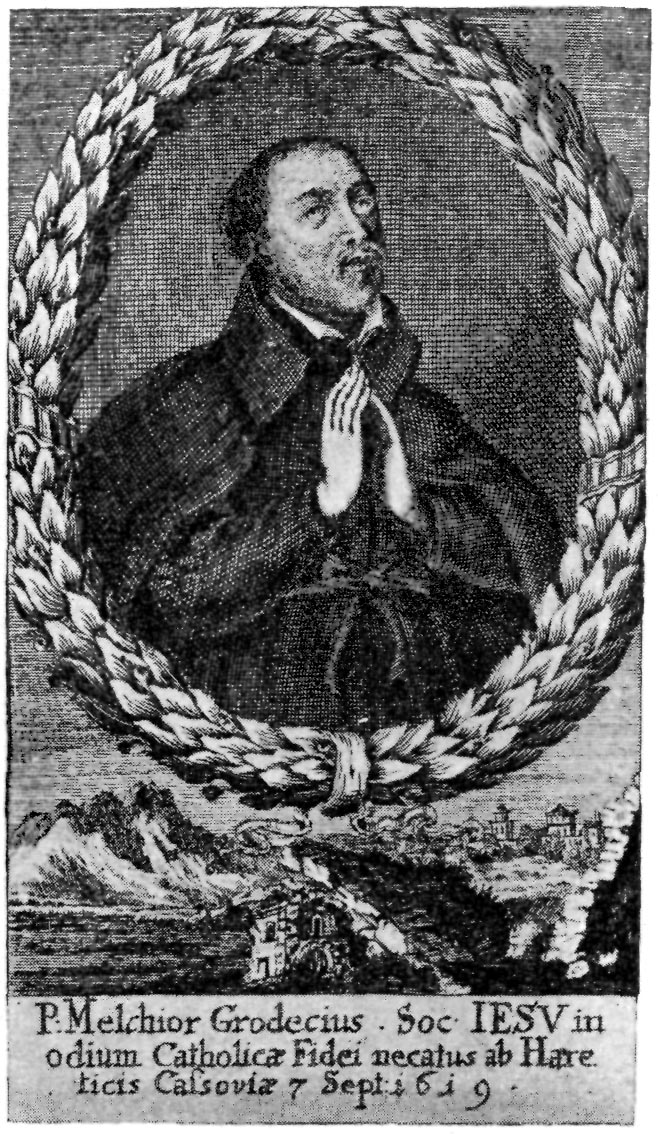 P. Melchior Grodecius . Soc. IESV in
odium Catholicæ Fidei necatus ab Hære
ticis Caſsoviæ 7 Sept: 1619.